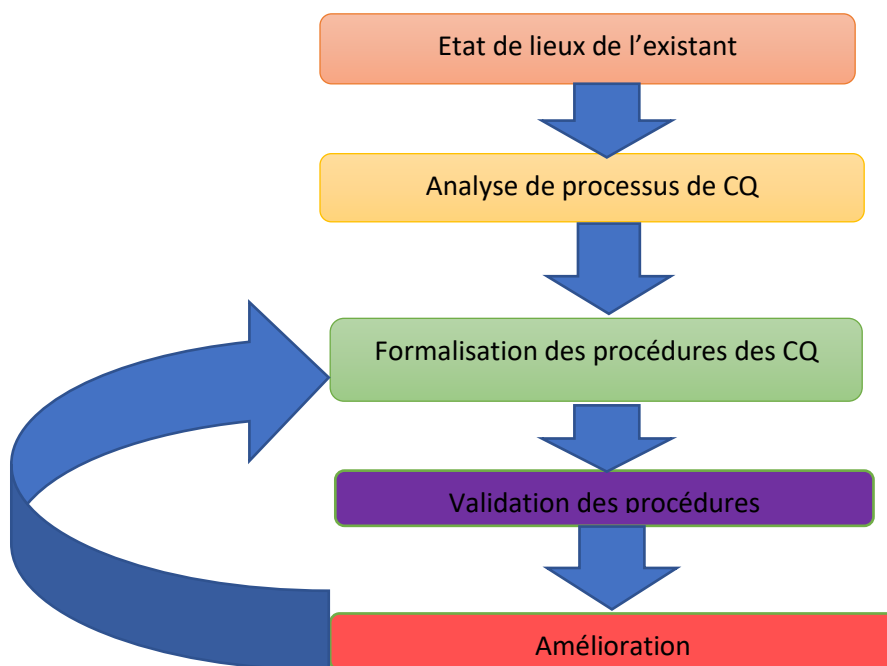 Etat de lieux de l’existant
Analyse de processus de CQ
Formalisation des procédures des CQ
Validation des procédures
Amélioration